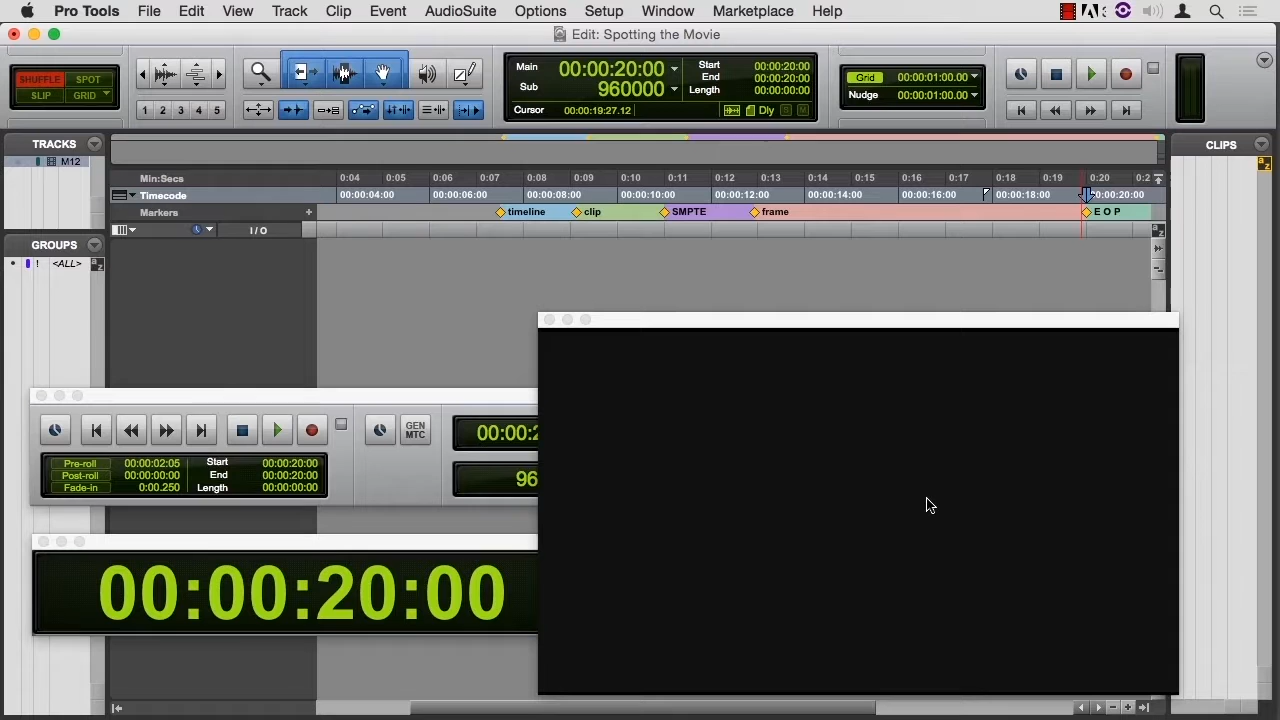 Pro Tools File Edit View Track Clip Event AudioSuite Options Setup Window Marketplace Help
Edit: Spotting the Movie
SHUFFLE SPOT
SLIP GRID
1 2 3 4 5
Main 00:00:20:00
Sub 960000
Start 00:00:20:00
End 00:00:20:00
Length 00:00:00:00
Cursor 00:00:19:27.12
Dly S M
Grid 00:00:01:00.00
Nudge 00:00:01:00.00
TRACKS
M12
GROUPS
! <ALL>
a z
CLIPS
a z
Min:Secs 0:04 0:05 0:06 0:07 0:08 0:09 0:10 0:11 0:12 0:13 0:14 0:15 0:16 0:17 0:18 0:19 0:20
Timecode 00:00:04:00 00:00:06:00 00:00:08:00 00:00:10:00 00:00:12:00 00:00:14:00 00:00:16:00 00:00:18:00 00:00:20:00
Markers + timeline clip SMPTE frame E O P
I / O
a z
GEN
MTC
Pre-roll 00:00:02:05
Post-roll 00:00:00:00
Fade-in 0:00.250
Start 00:00:20:00
End 00:00:20:00
Length 00:00:00:00
00:00:2
96
00:00:20:00